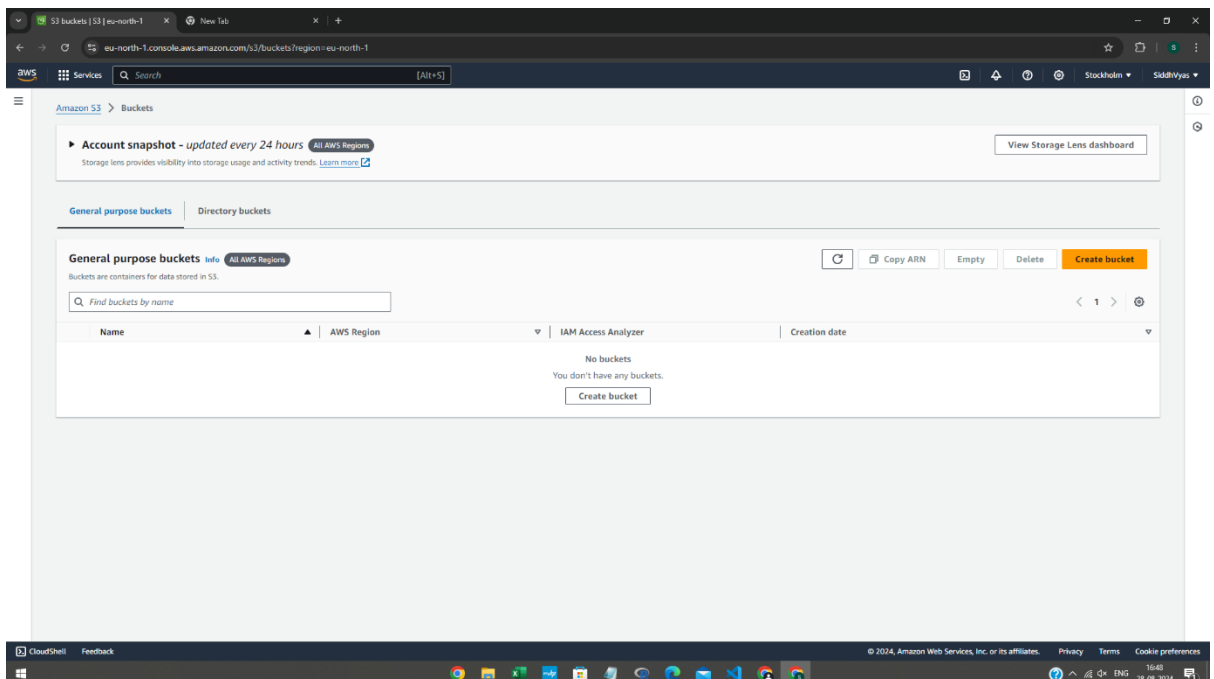 S3 buckets | S3 | eu-north-1
New Tab
eu-north-1.console.aws.amazon.com/s3/buckets?region=eu-north-1
aws Services Search [Alt+S] Stockholm SiddhVyas
Amazon S3 > Buckets
Account snapshot - updated every 24 hours All AWS Regions
Storage lens provides visibility into storage usage and activity trends. Learn more
View Storage Lens dashboard
General purpose buckets Directory buckets
General purpose buckets Info All AWS Regions
Buckets are containers for data stored in S3.
Copy ARN Empty Delete Create bucket
Find buckets by name
1
Name AWS Region IAM Access Analyzer Creation date
No buckets
You don't have any buckets.
Create bucket
CloudShell Feedback © 2024, Amazon Web Services, Inc. or its affiliates. Privacy Terms Cookie preferences
ENG
16:48
28-08-2024